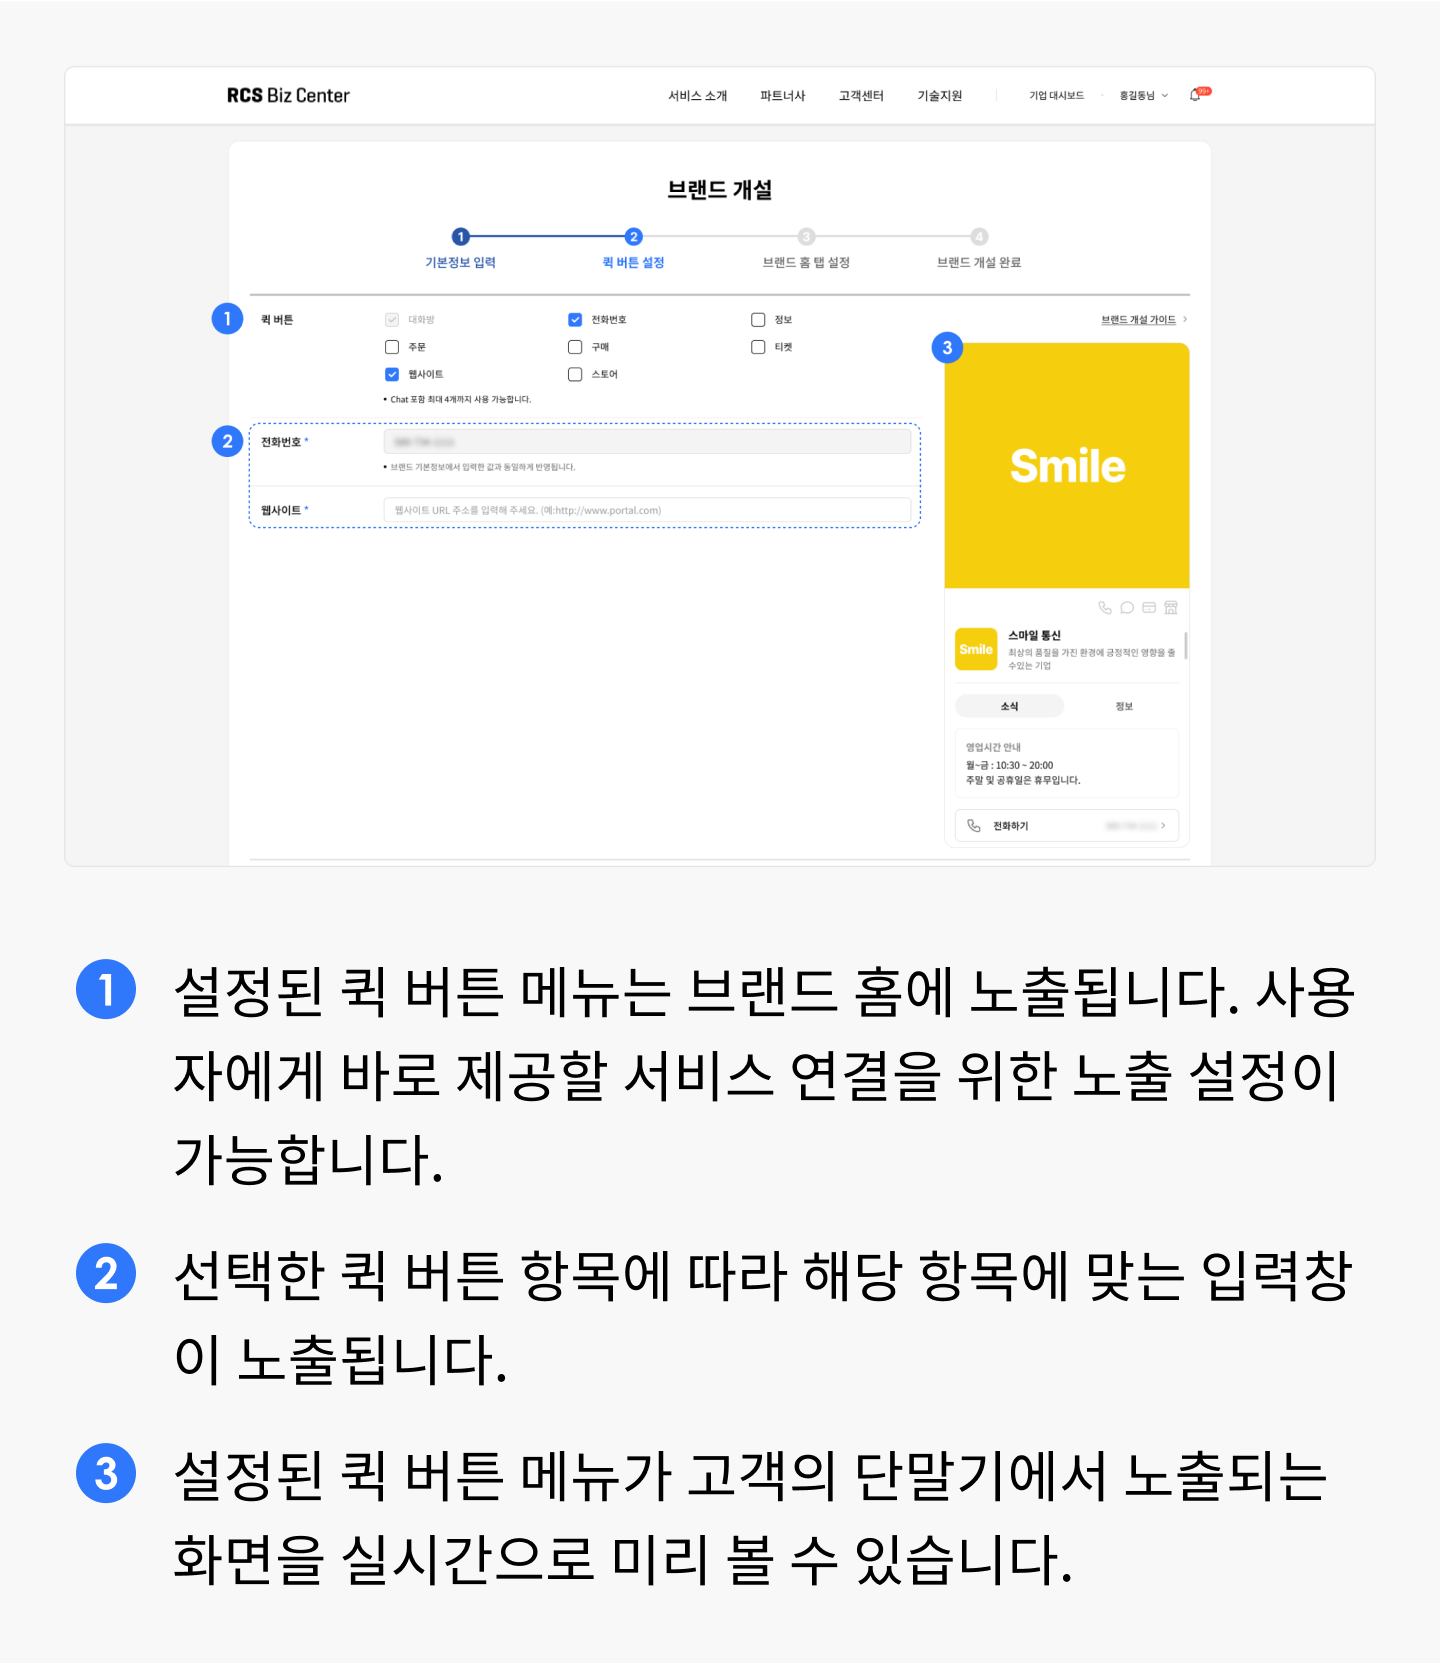 RCS Biz Center
서비스 소개 파트너사 고객센터 기술지원 기업 대시보드 홍길동님 99+
브랜드 개설
1 2 3 4
기본정보 입력 퀵 버튼 설정 브랜드 홈 탭 설정 브랜드 개설 완료
1 퀵 버튼 대화방 전화번호 정보 브랜드 개설 가이드
주문 구매 티켓
웹사이트 스토어
• Chat 포함 최대 4개까지 사용 가능합니다.
2 전화번호 *
• 브랜드 기본정보에서 입력한 값과 동일하게 반영됩니다.
웹사이트 * 웹사이트 URL 주소를 입력해 주세요. (예:http://www.portal.com)
3
Smile
Smile
스마일 통신
최상의 품질을 가진 환경에 긍정적인 영향을 줄
수있는 기업
소식 정보
영업시간 안내
월~금 : 10:30 ~ 20:00
주말 및 공휴일은 휴무입니다.
전화하기
1 설정된 퀵 버튼 메뉴는 브랜드 홈에 노출됩니다. 사용
자에게 바로 제공할 서비스 연결을 위한 노출 설정이
가능합니다.
2 선택한 퀵 버튼 항목에 따라 해당 항목에 맞는 입력창
이 노출됩니다.
3 설정된 퀵 버튼 메뉴가 고객의 단말기에서 노출되는
화면을 실시간으로 미리 볼 수 있습니다.